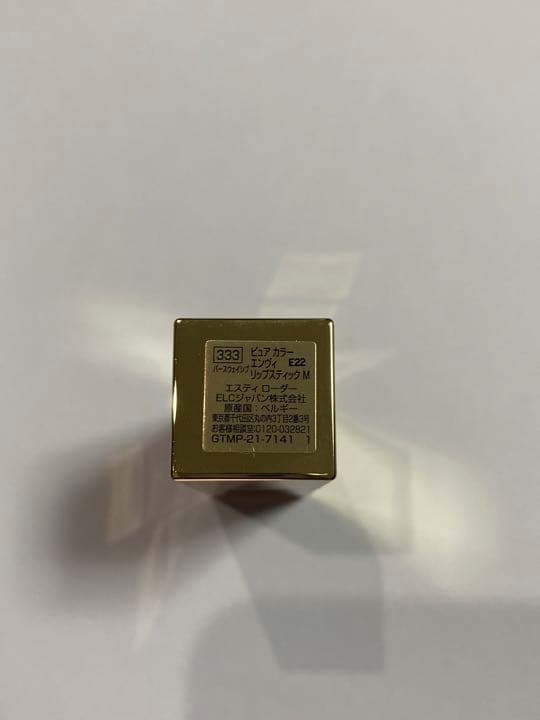 333 ピュア カラー
エンヴィ E22
パースウェイシブ リップスティック M
エスティ ローダー
ELCジャパン株式会社
原産国：ベルギー
東京都千代田区丸の内3丁目2番3号
お客様相談室:0120-032821
GTMP-21-7141 1